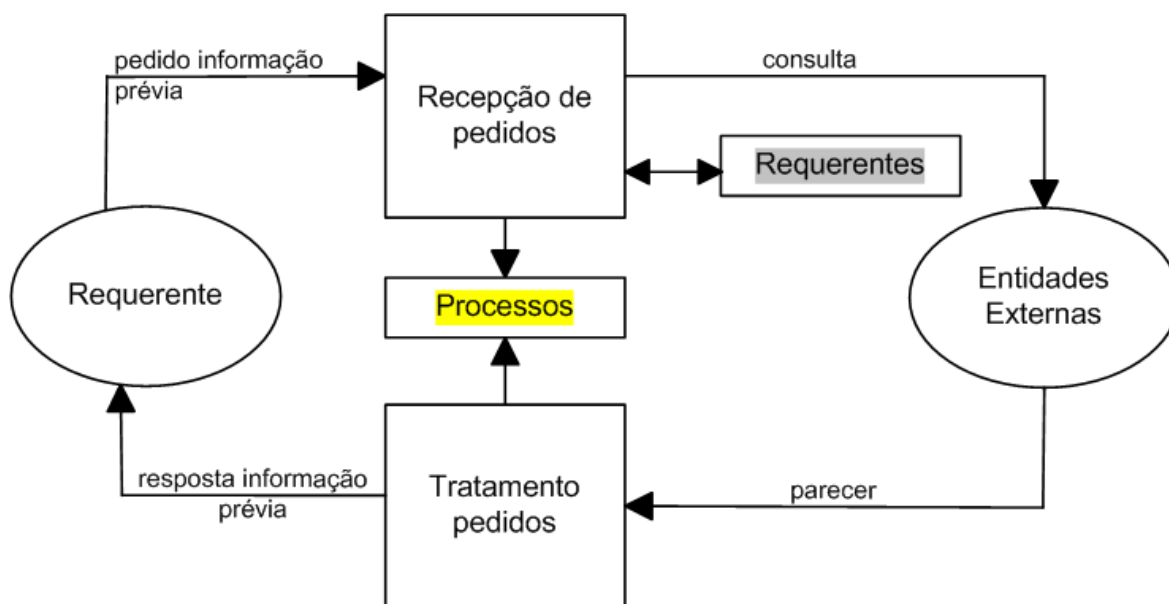 pedido informação
prévia
Recepção de
pedidos
consulta
Requerentes
Requerente
Processos
Entidades
Externas
resposta informação
prévia
Tratamento
pedidos
parecer